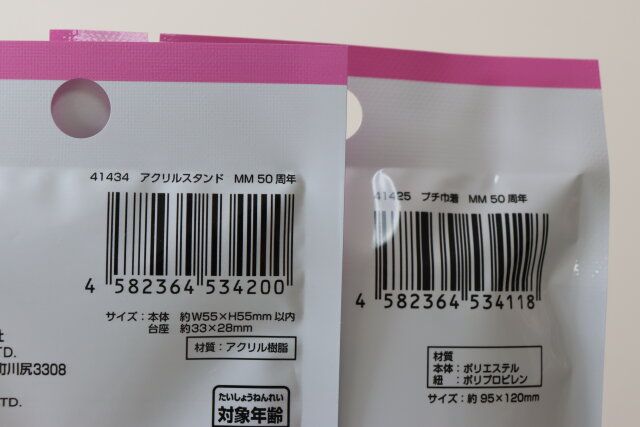 41434 アクリルスタンド MM 50 周年
4 582364 534200
サイズ：本体 約W55×H55mm 以内
台座 約33×28mm
材質：アクリル樹脂
社
TD.
町川尻3308
TD.
たいしょうねんれい
対象年齢
41425 プチ巾着 MM 50 周年
4 582364 534118
材質
本体：ポリエステル
紐：ポリプロピレン
サイズ：約 95×120mm